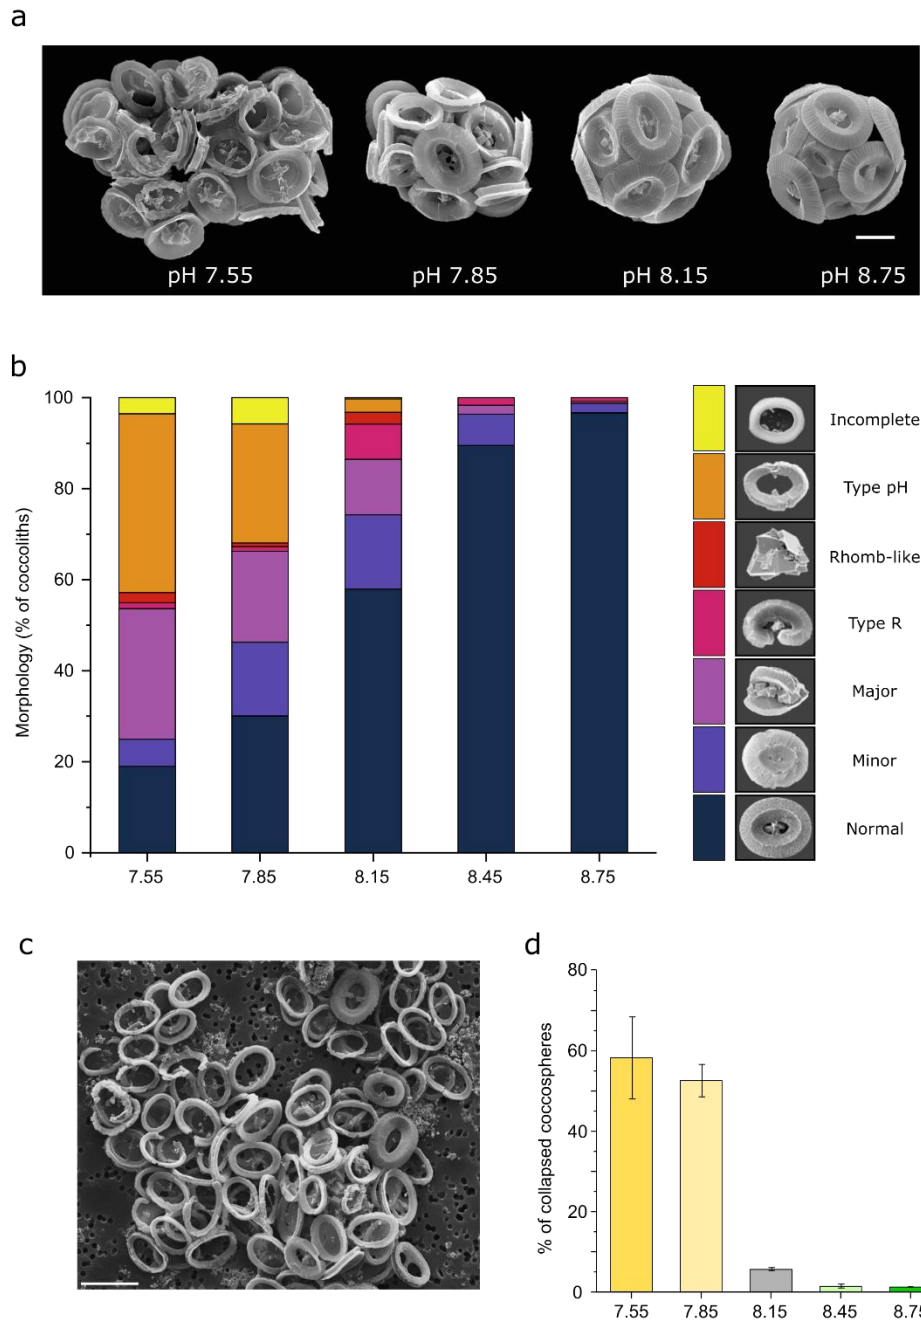 a
pH 7.55
pH 7.85
pH 8.15
pH 8.75
b
Morphology (% of coccoliths)
100
80
60
40
20
0
7.55
7.85
8.15
8.45
8.75
Incomplete
Type pH
Rhomb-like
Type R
Major
Minor
Normal
c
d
% of collapsed coccospheres
80
60
40
20
0
7.55
7.85
8.15
8.45
8.75